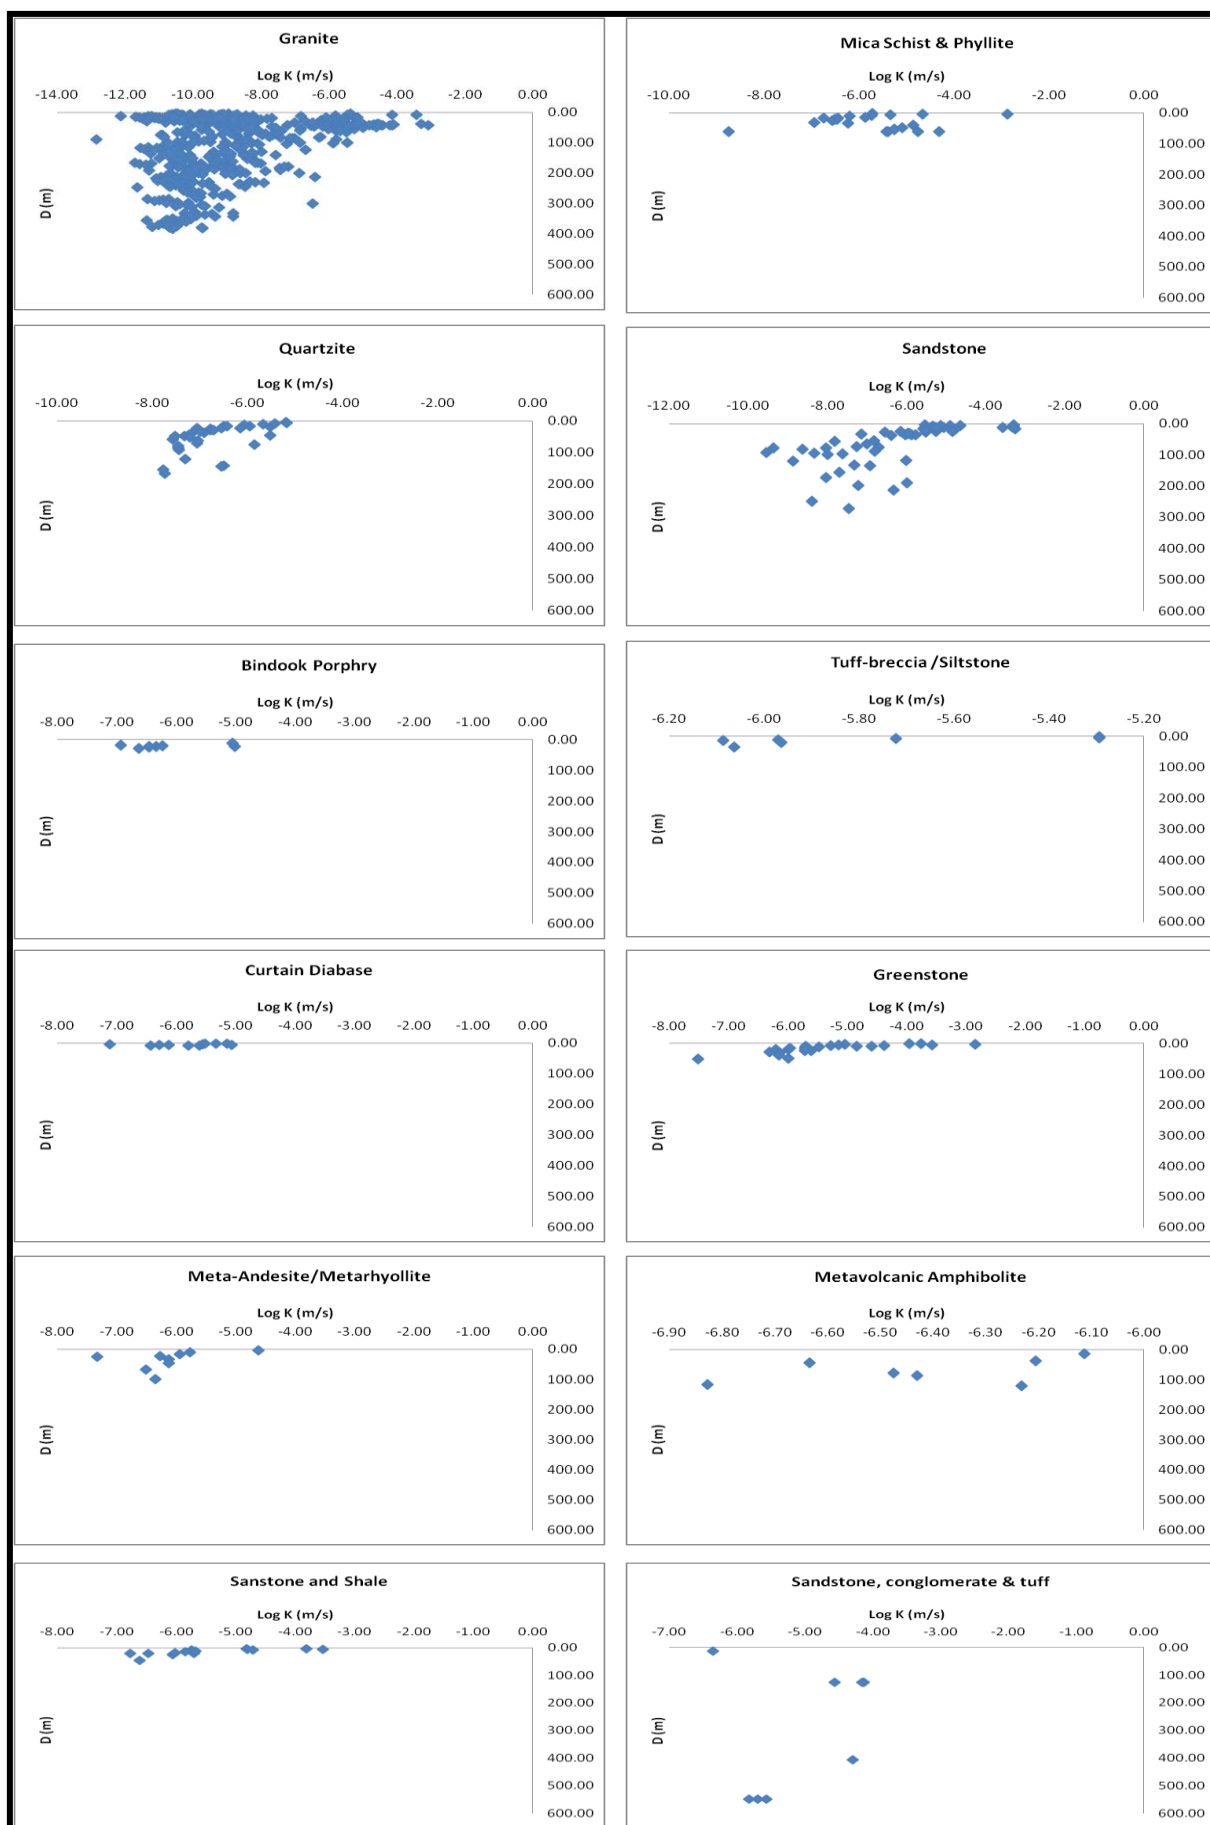 Granite
Log K (m/s)
-14.00 -12.00 -10.00 -8.00 -6.00 -4.00 -2.00 0.00
0.00
100.00
200.00
300.00
400.00
500.00
600.00
D (m)
Mica Schist & Phyllite
Log K (m/s)
-10.00 -8.00 -6.00 -4.00 -2.00 0.00
0.00
100.00
200.00
300.00
400.00
500.00
600.00
D (m)
Quartzite
Log K (m/s)
-10.00 -8.00 -6.00 -4.00 -2.00 0.00
0.00
100.00
200.00
300.00
400.00
500.00
600.00
D (m)
Sandstone
Log K (m/s)
-12.00 -10.00 -8.00 -6.00 -4.00 -2.00 0.00
0.00
100.00
200.00
300.00
400.00
500.00
600.00
D (m)
Bindook Porphry
Log K (m/s)
-8.00 -7.00 -6.00 -5.00 -4.00 -3.00 -2.00 -1.00 0.00
0.00
100.00
200.00
300.00
400.00
500.00
600.00
D (m)
Tuff-breccia /Siltstone
Log K (m/s)
-6.20 -6.00 -5.80 -5.60 -5.40 -5.20
0.00
100.00
200.00
300.00
400.00
500.00
600.00
D (m)
Curtain Diabase
Log K (m/s)
-8.00 -7.00 -6.00 -5.00 -4.00 -3.00 -2.00 -1.00 0.00
0.00
100.00
200.00
300.00
400.00
500.00
600.00
D (m)
Greenstone
Log K (m/s)
-8.00 -7.00 -6.00 -5.00 -4.00 -3.00 -2.00 -1.00 0.00
0.00
100.00
200.00
300.00
400.00
500.00
600.00
D (m)
Meta-Andesite/Metarhyollite
Log K (m/s)
-8.00 -7.00 -6.00 -5.00 -4.00 -3.00 -2.00 -1.00 0.00
0.00
100.00
200.00
300.00
400.00
500.00
600.00
D (m)
Metavolcanic Amphibolite
Log K (m/s)
-6.90 -6.80 -6.70 -6.60 -6.50 -6.40 -6.30 -6.20 -6.10 -6.00
0.00
100.00
200.00
300.00
400.00
500.00
600.00
D (m)
Sanstone and Shale
Log K (m/s)
-8.00 -7.00 -6.00 -5.00 -4.00 -3.00 -2.00 -1.00 0.00
0.00
100.00
200.00
300.00
400.00
500.00
600.00
D (m)
Sandstone, conglomerate & tuff
Log K (m/s)
-7.00 -6.00 -5.00 -4.00 -3.00 -2.00 -1.00 0.00
0.00
100.00
200.00
300.00
400.00
500.00
600.00
D (m)